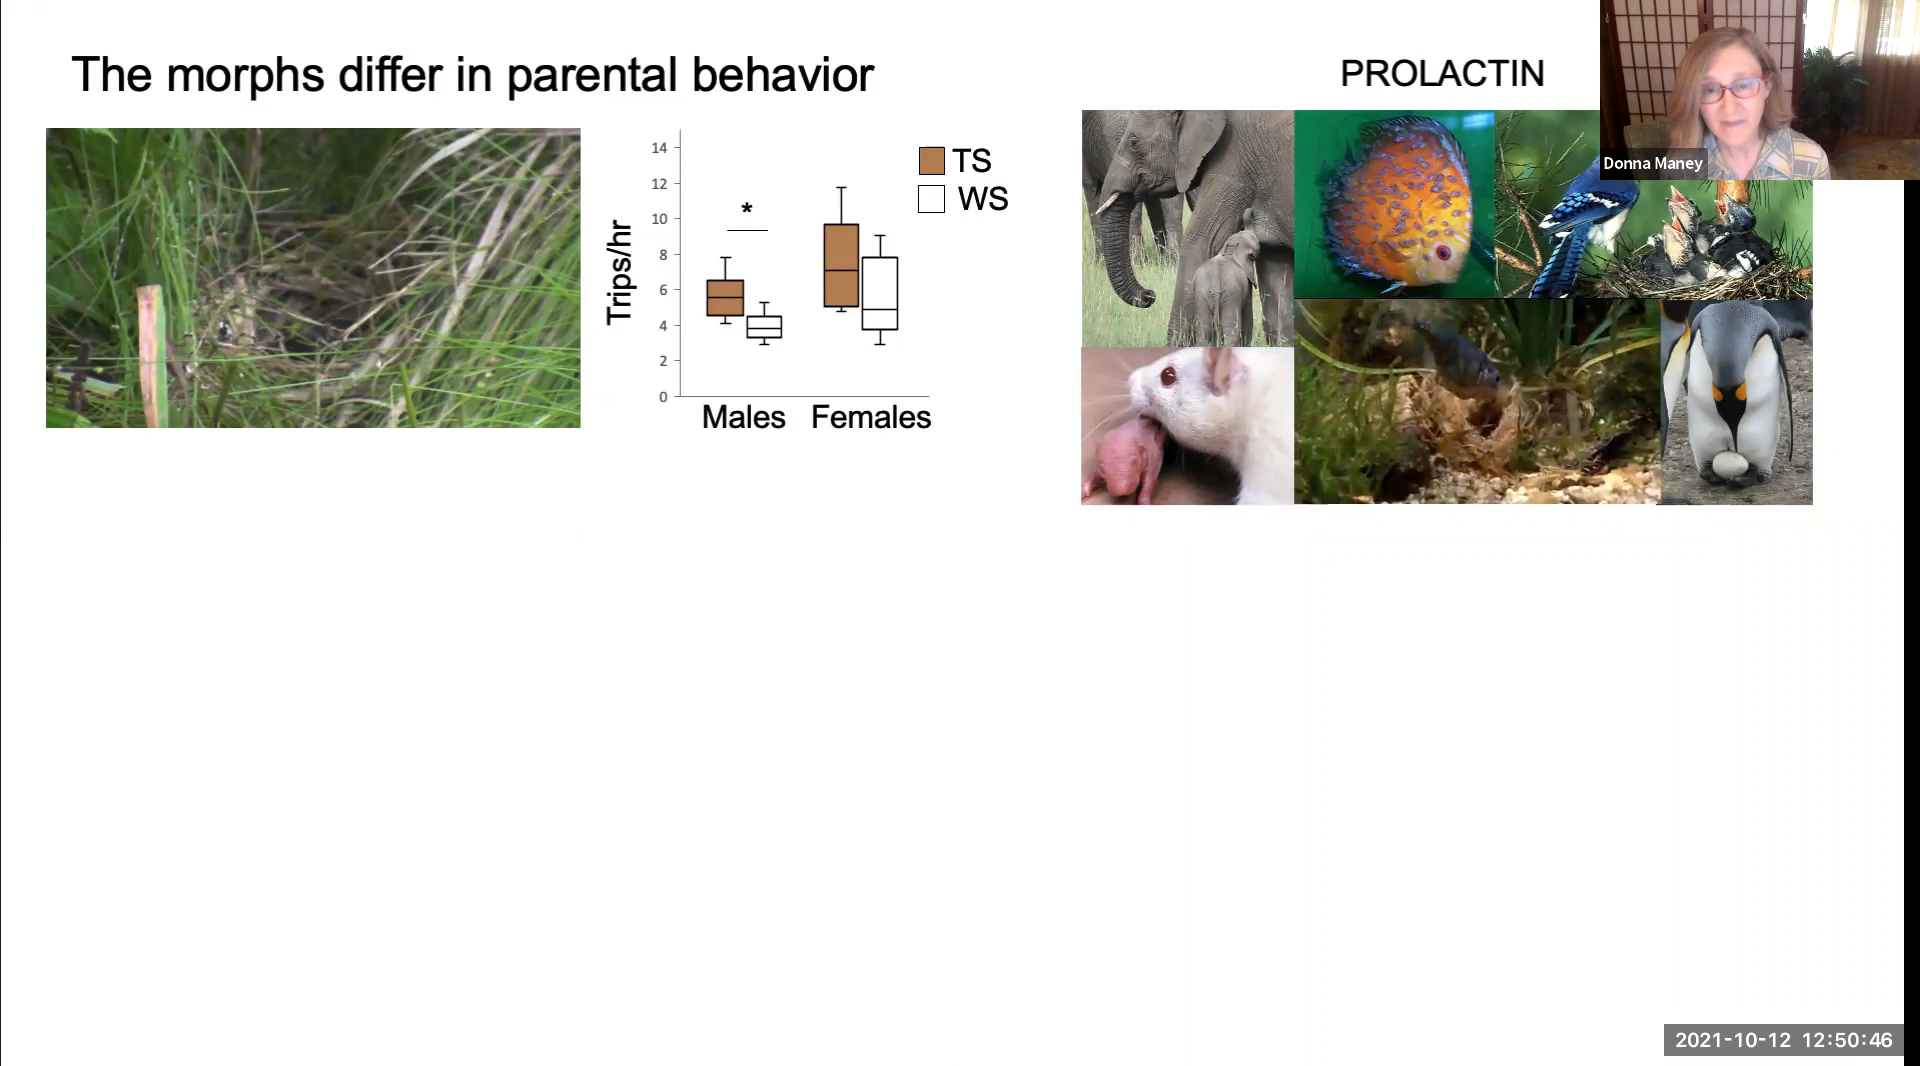 The morphs differ in parental behavior
PROLACTIN
Donna Maney
TS
WS
Trips/hr
14
12
10
8
6
4
2
0
*
Males
Females
2021-10-12 12:50:46